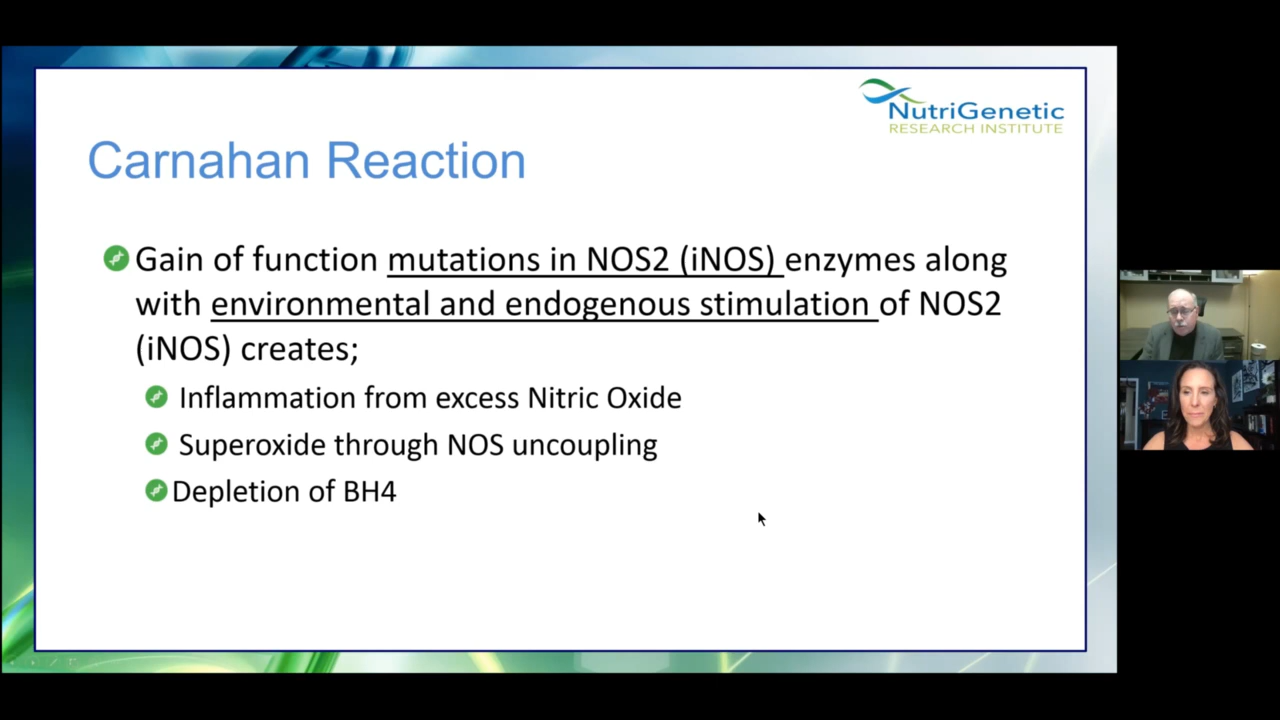 NutriGenetic
RESEARCH INSTITUTE
Carnahan Reaction
Gain of function mutations in NOS2 (iNOS) enzymes along
with environmental and endogenous stimulation of NOS2
(iNOS) creates;
Inflammation from excess Nitric Oxide
Superoxide through NOS uncoupling
Depletion of BH4